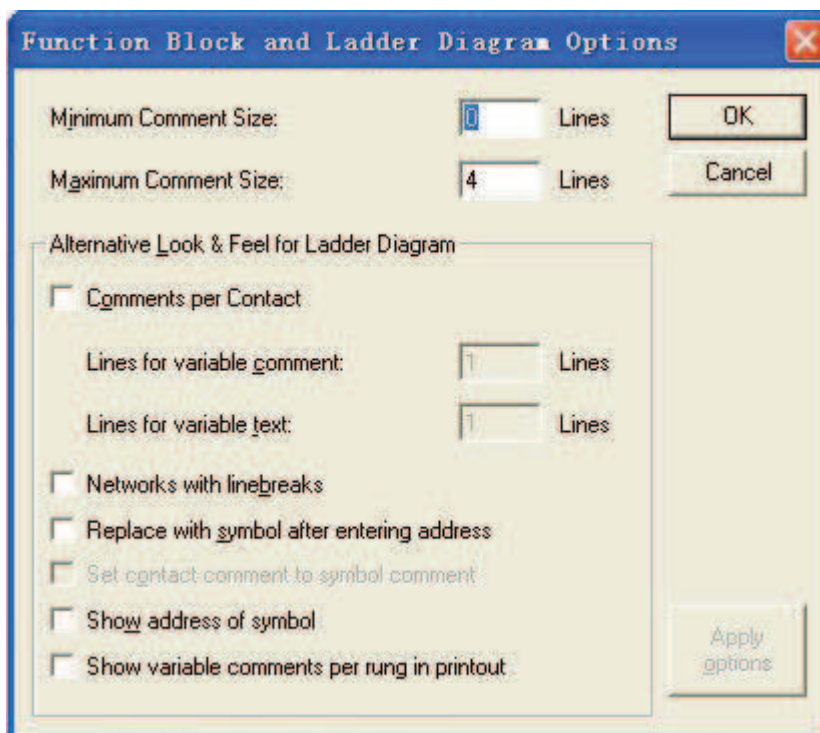 Function Block and Ladder Diagram Options
Minimum Comment Size: 0 Lines OK
Maximum Comment Size: 4 Lines Cancel
Alternative Look & Feel for Ladder Diagram
Comments per Contact
Lines for variable comment: 1 Lines
Lines for variable text: 1 Lines
Networks with linebreaks
Replace with symbol after entering address
Set contact comment to symbol comment
Show address of symbol
Show variable comments per rung in printout
Apply
options